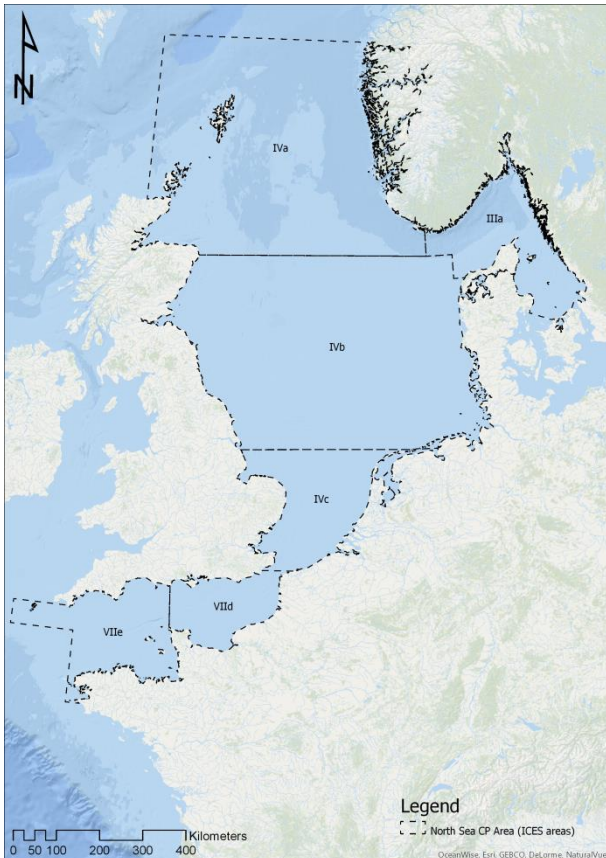 N
IVa
IIIa
IVb
IVc
VIId
VIIe
Legend
North Sea CP Area (ICES areas)
Kilometers
0 50 100 200 300 400
OceanWise, Esri, GEBCO, DeLorme, NaturalVue